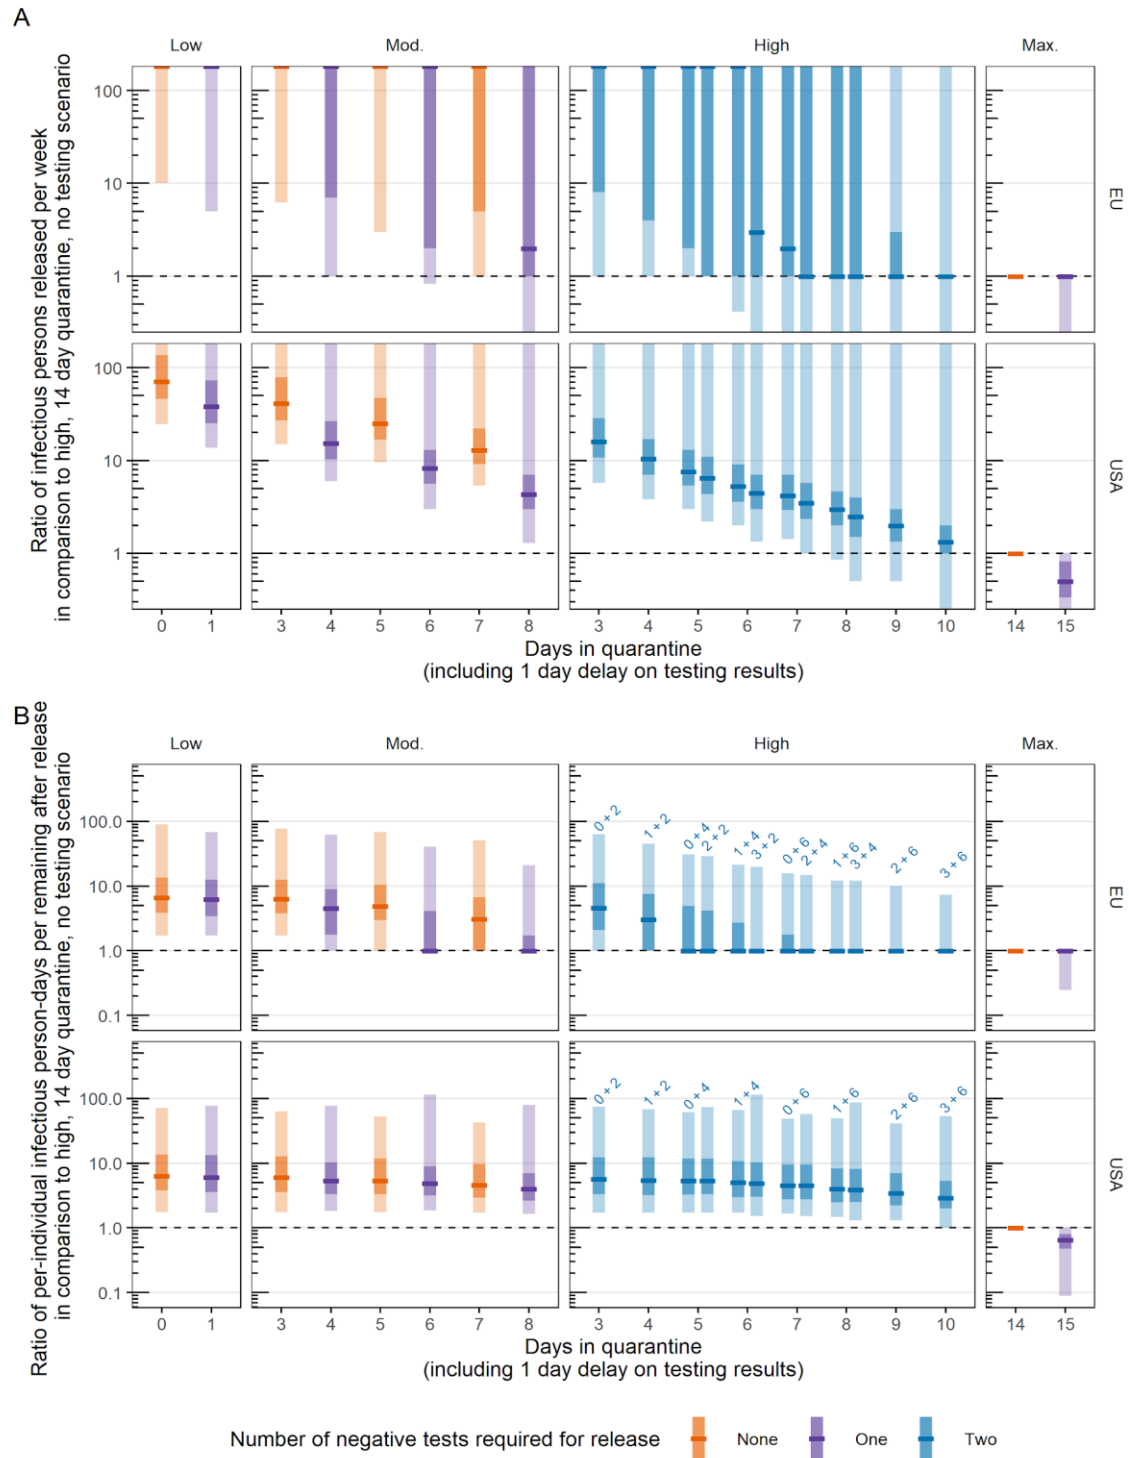 A
Ratio of infectious persons released per week
in comparison to high, 14 day quarantine, no testing scenario
Low
Mod.
High
Max.
100
10
1
EU
100
10
1
USA
0 1
3 4 5 6 7 8
3 4 5 6 7 8 9 10
14 15
Days in quarantine
(including 1 day delay on testing results)
B
Ratio of per-individual infectious person-days per remaining after release
in comparison to high, 14 day quarantine, no testing scenario
Low
Mod.
High
Max.
100.0
10.0
1.0
0.1
0 + 2
1 + 2
0 + 4
2 + 2
1 + 4
3 + 2
0 + 6
2 + 4
1 + 6
3 + 4
2 + 6
3 + 6
EU
100.0
10.0
1.0
0.1
0 + 2
1 + 2
0 + 4
1 + 4
0 + 6
1 + 6
2 + 6
3 + 6
USA
0 1
3 4 5 6 7 8
3 4 5 6 7 8 9 10
14 15
Days in quarantine
(including 1 day delay on testing results)
Number of negative tests required for release None One Two